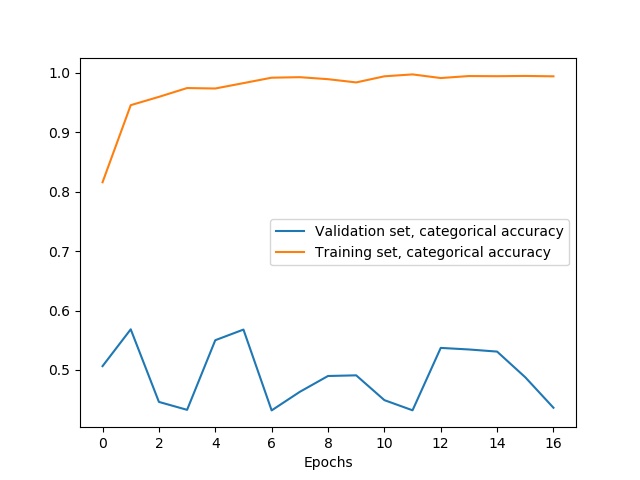 1.0
0.9
0.8
0.7
0.6
0.5
Validation set, categorical accuracy
Training set, categorical accuracy
0 2 4 6 8 10 12 14 16
Epochs